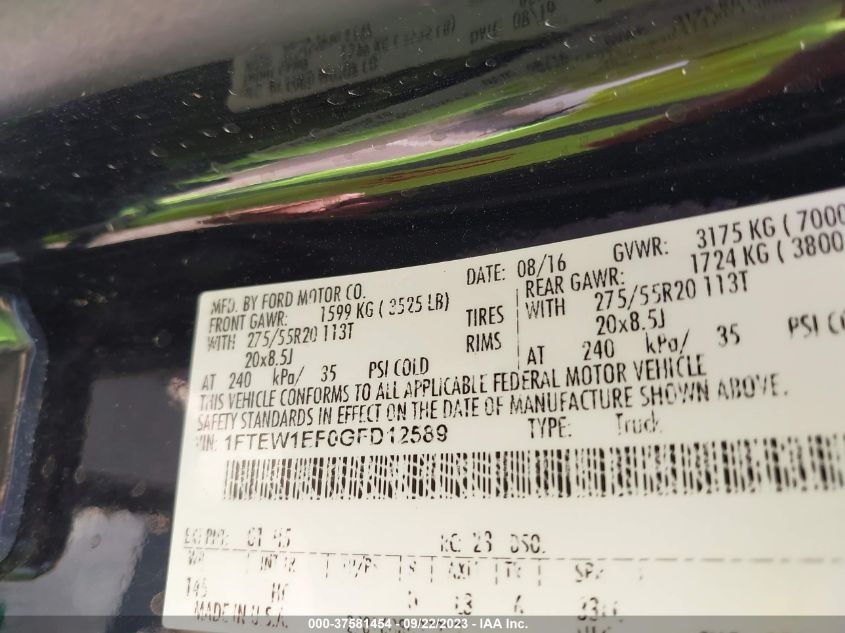 MFD. BY FORD MOTOR CO. DATE: 08/16 GVWR: 3175 KG ( 7000
FRONT GAWR: 1599 KG ( 3525 LB) REAR GAWR: 1724 KG ( 3800
WITH 275/55R20 113T TIRES WITH 275/55R20 113T
20x8.5J RIMS 20x8.5J
AT 240 kPa/ 35 PSI COLD AT 240 kPa/ 35 PSI
THIS VEHICLE CONFORMS TO ALL APPLICABLE FEDERAL MOTOR VEHICLE
SAFETY STANDARDS IN EFFECT ON THE DATE OF MANUFACTURE SHOWN ABOVE.
VIN: 1FTEW1EF0GFD12589 TYPE: Truck
RC: 23 DSO:
145
MADE IN U.S.A.
000-37581454 - 09/22/2023 - IAA Inc.